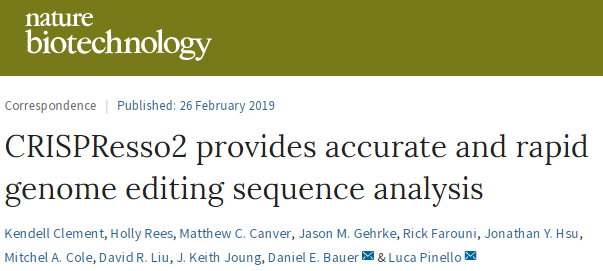 nature
biotechnology
Correspondence | Published: 26 February 2019
CRISPResso2 provides accurate and rapid
genome editing sequence analysis
Kendell Clement, Holly Rees, Matthew C. Canver, Jason M. Gehrke, Rick Farouni, Jonathan Y. Hsu,
Mitchel A. Cole, David R. Liu, J. Keith Joung, Daniel E. Bauer & Luca Pinello